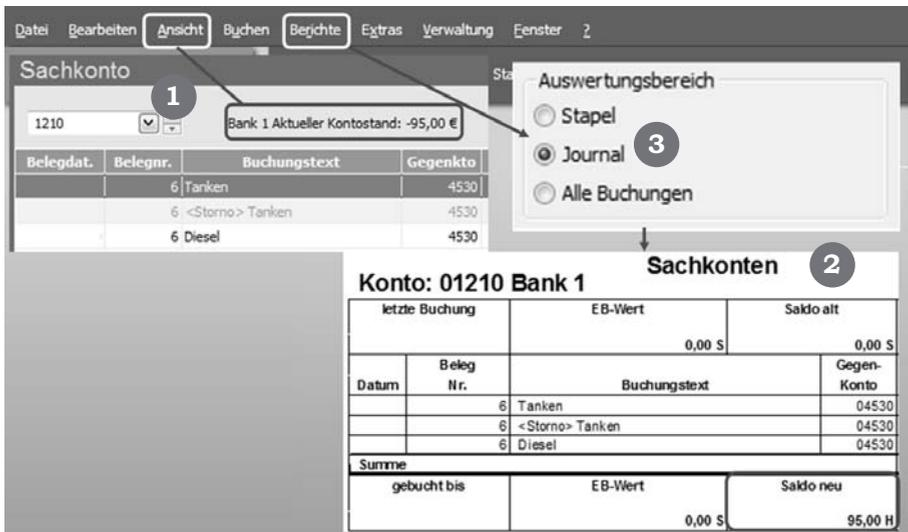 Datei Bearbeiten Ansicht Buchen Berichte Extras Verwaltung Fenster ?
Sachkonto
1
1210
Bank 1 Aktueller Kontostand: -95,00 €
Belegdat. Belegnr. Buchungstext Gegenkto
6 Tanken 4530
6 <Storno> Tanken 4530
6 Diesel 4530
Sta
Auswertungsbereich
Stapel
Journal 3
Alle Buchungen
Sachkonten 2
Konto: 01210 Bank 1
letzte Buchung EB-Wert Saldo alt
0,00 S 0,00 S
Beleg Gegen-
Datum Nr. Buchungstext Konto
6 Tanken 04530
6 <Storno> Tanken 04530
6 Diesel 04530
Summe
gebucht bis EB-Wert Saldo neu
0,00 S 95,00 H